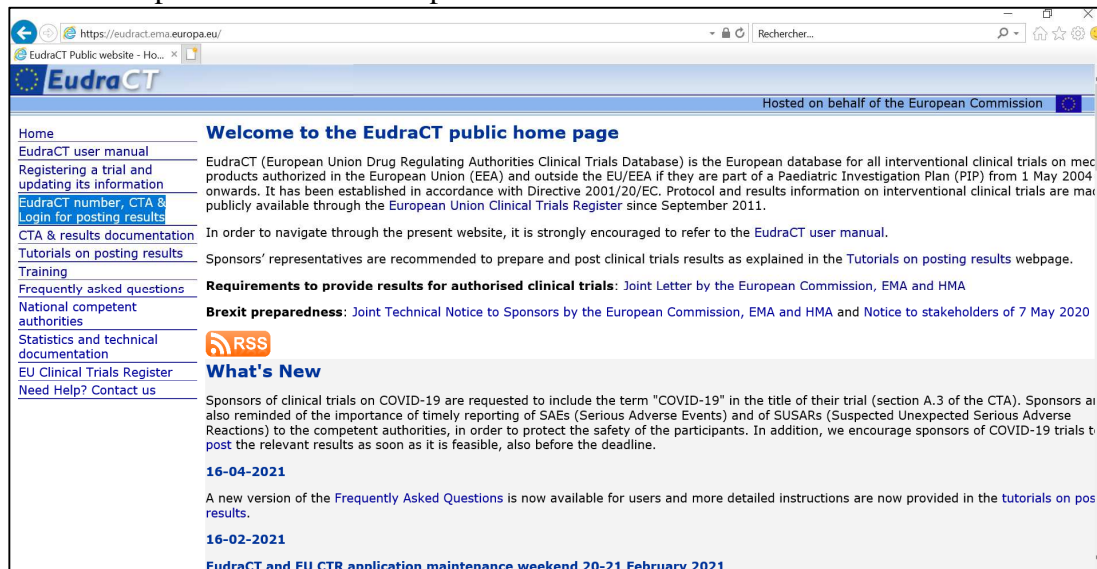 https://eudract.ema.europa.eu/
Rechercher...
EudraCT Public website - Ho...
EudraCT
Hosted on behalf of the European Commission
Home
EudraCT user manual
Registering a trial and
updating its information
EudraCT number, CTA &
Login for posting results
CTA & results documentation
Tutorials on posting results
Training
Frequently asked questions
National competent
authorities
Statistics and technical
documentation
EU Clinical Trials Register
Need Help? Contact us
Welcome to the EudraCT public home page
EudraCT (European Union Drug Regulating Authorities Clinical Trials Database) is the European database for all interventional clinical trials on med
products authorized in the European Union (EEA) and outside the EU/EEA if they are part of a Paediatric Investigation Plan (PIP) from 1 May 2004
onwards. It has been established in accordance with Directive 2001/20/EC. Protocol and results information on interventional clinical trials are mad
publicly available through the European Union Clinical Trials Register since September 2011.
In order to navigate through the present website, it is strongly encouraged to refer to the EudraCT user manual.
Sponsors' representatives are recommended to prepare and post clinical trials results as explained in the Tutorials on posting results webpage.
Requirements to provide results for authorised clinical trials: Joint Letter by the European Commission, EMA and HMA
Brexit preparedness: Joint Technical Notice to Sponsors by the European Commission, EMA and HMA and Notice to stakeholders of 7 May 2020
RSS
What's New
Sponsors of clinical trials on COVID-19 are requested to include the term "COVID-19" in the title of their trial (section A.3 of the CTA). Sponsors ar
also reminded of the importance of timely reporting of SAEs (Serious Adverse Events) and of SUSARs (Suspected Unexpected Serious Adverse
Reactions) to the competent authorities, in order to protect the safety of the participants. In addition, we encourage sponsors of COVID-19 trials t
post the relevant results as soon as it is feasible, also before the deadline.
16-04-2021
A new version of the Frequently Asked Questions is now available for users and more detailed instructions are now provided in the tutorials on pos
results.
16-02-2021
EudraCT and EU CTR application maintenance weekend 20-21 February 2021